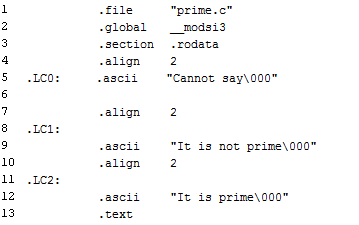 1 .file "prime.c"
2 .global __modsi3
3 .section .rodata
4 .align 2
5 .LC0: .ascii "Cannot say\000"
6
7 .align 2
8 .LC1:
9 .ascii "It is not prime\000"
10 .align 2
11 .LC2:
12 .ascii "It is prime\000"
13 .text